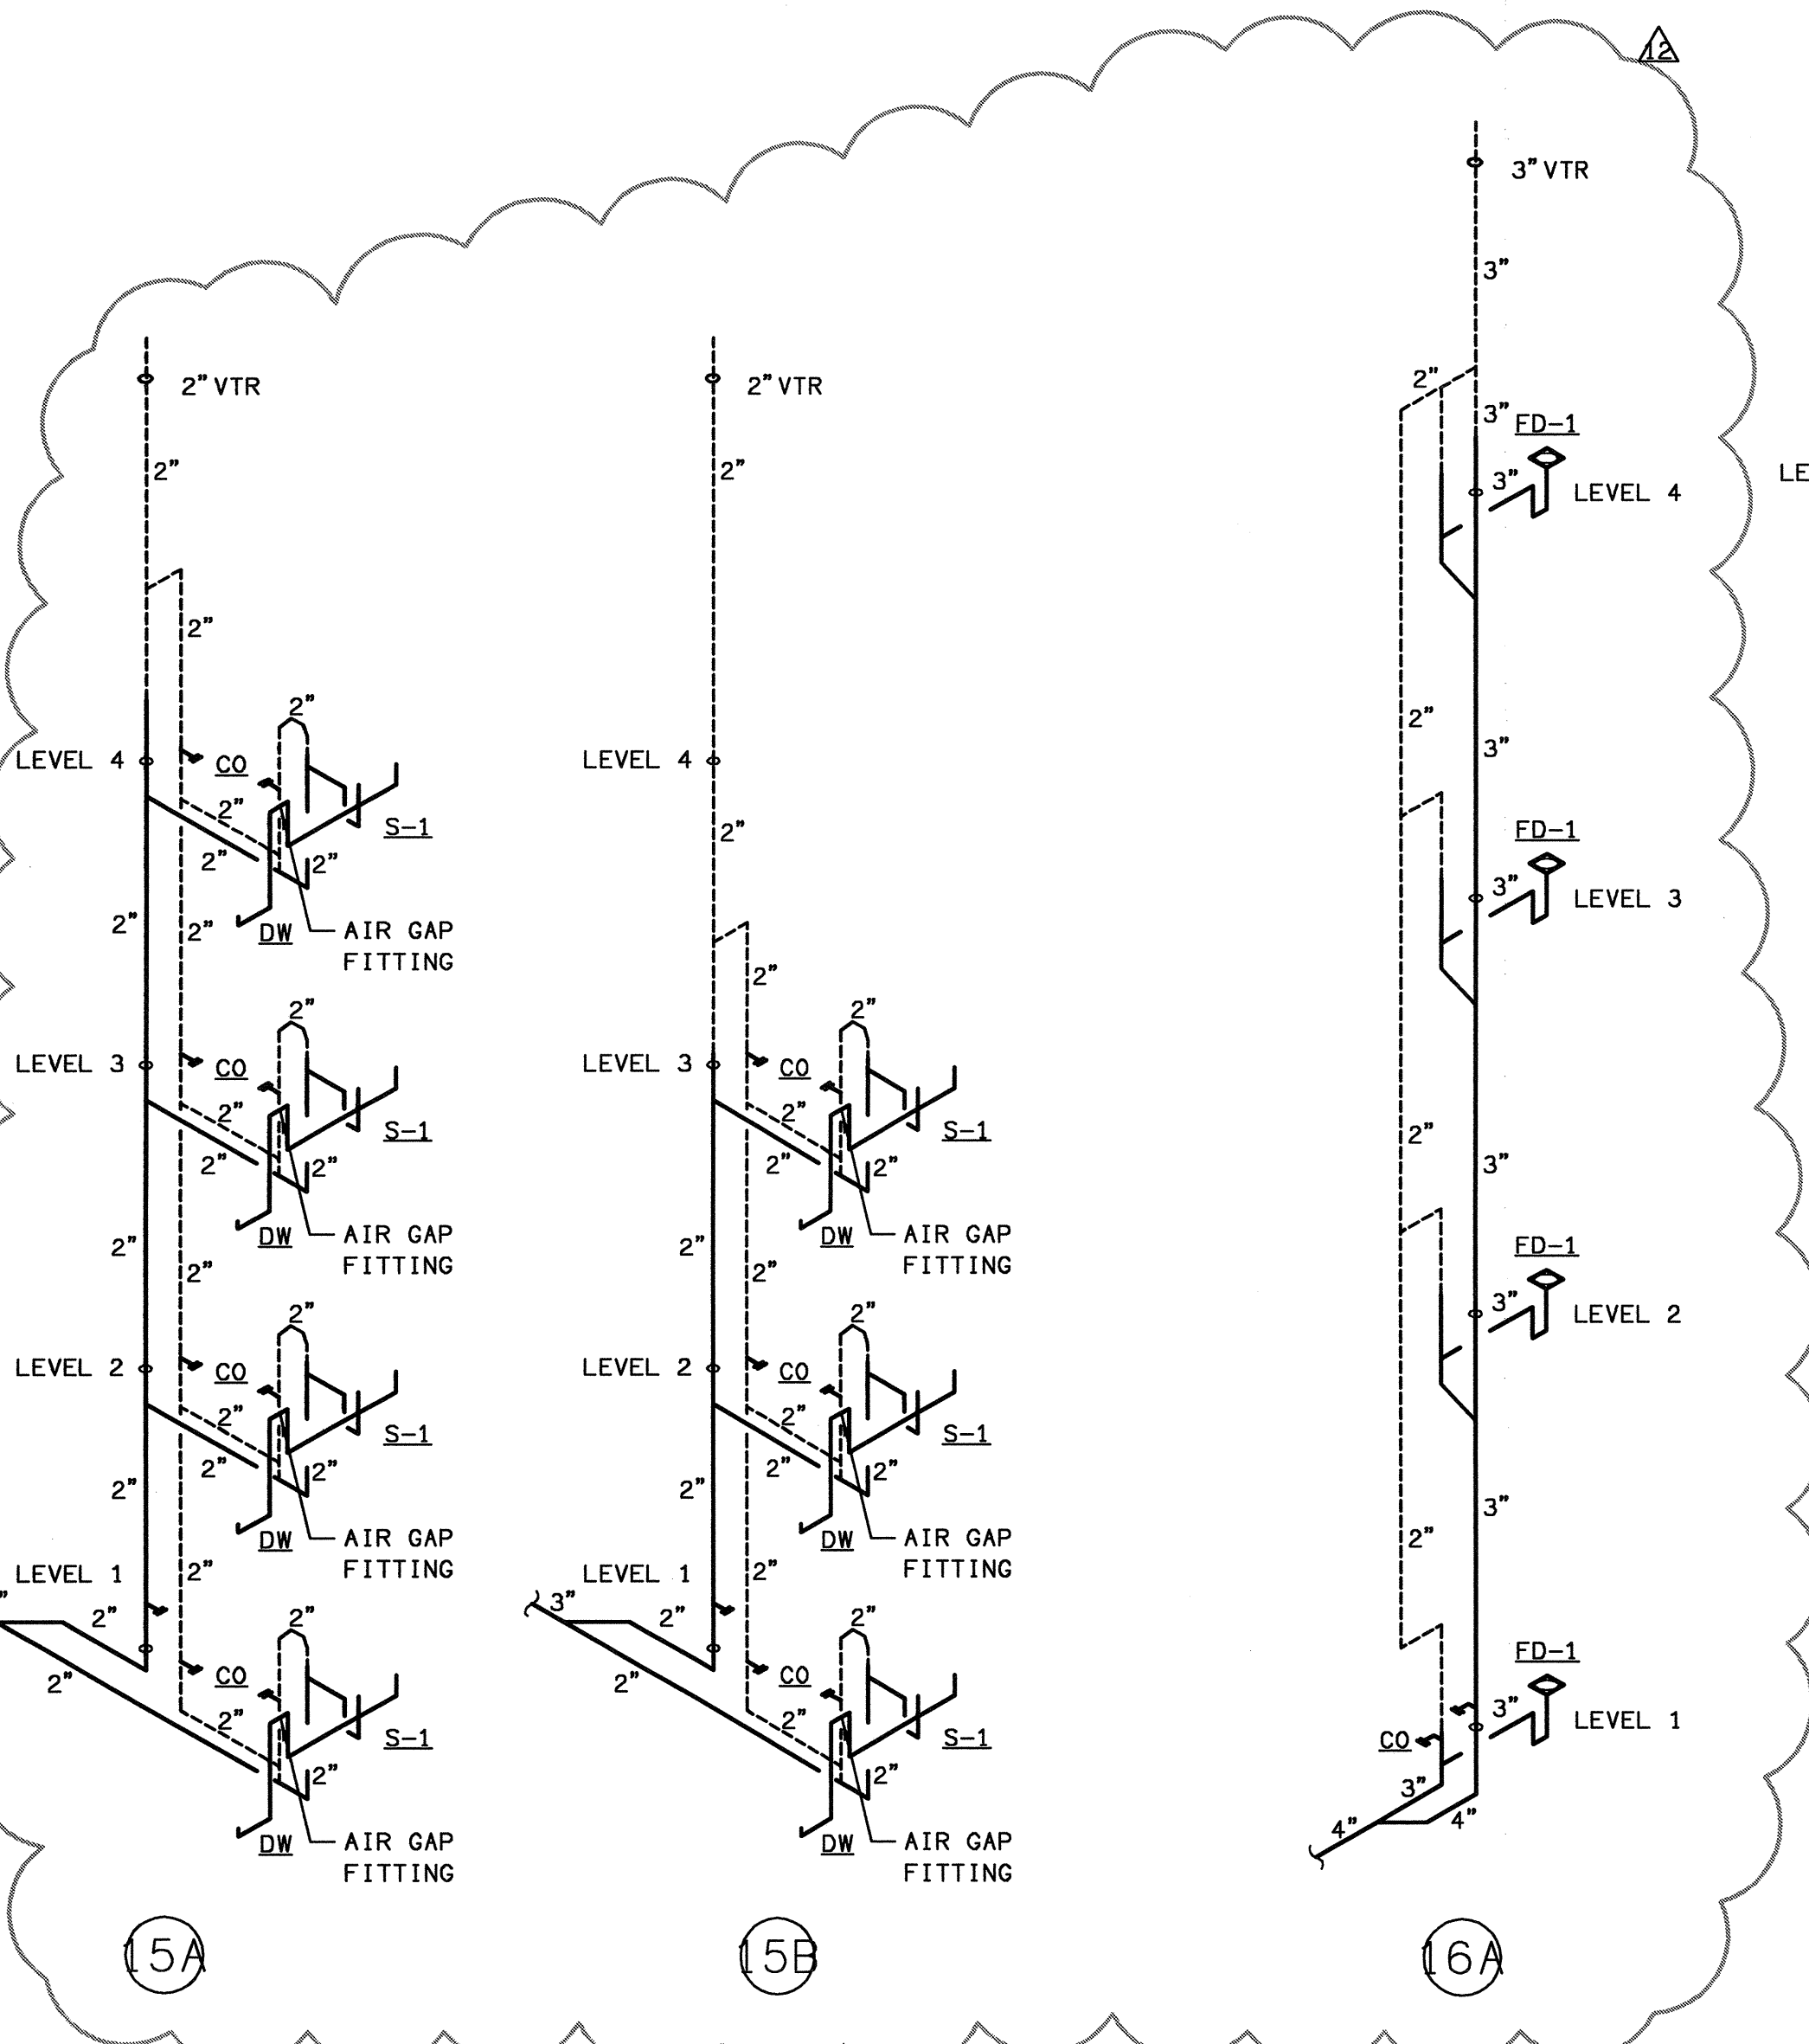 12
3" VTR
3"
2" VTR
2" VTR
2"
3"
FD-1
2"
2"
3"
LEVEL 4
LE
2"
2"
2"
3"
LEVEL 4
CO
2"
2"
2"
S-1
2"
DW
AIR GAP
FITTING
2"
2"
LEVEL 4
2"
FD-1
3"
LEVEL 3
2"
2"
LEVEL 3
CO
2"
2"
2"
S-1
DW
AIR GAP
FITTING
2"
2"
2"
2"
LEVEL 3
CO
2"
2"
2"
S-1
DW
AIR GAP
FITTING
2"
2"
2"
3"
FD-1
3"
LEVEL 2
2"
LEVEL 2
CO
2"
2"
2"
S-1
2"
DW
AIR GAP
FITTING
2"
2"
LEVEL 2
CO
2"
2"
2"
S-1
2"
DW
AIR GAP
FITTING
2"
3"
2"
LEVEL 1
"
2"
2"
2"
CO
2"
2"
S-1
DW
AIR GAP
FITTING
LEVEL 1
3"
2"
2"
2"
CO
2"
2"
S-1
DW
AIR GAP
FITTING
FD-1
3"
LEVEL 1
CO
3"
4"
4"
15A
15B
16A